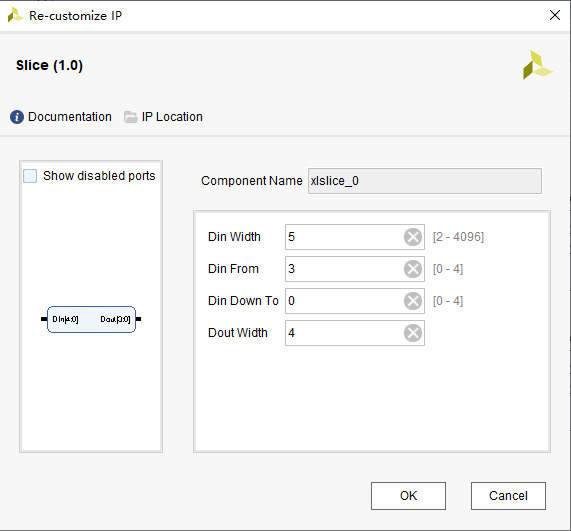 Re-customize IP
Slice (1.0)
Documentation IP Location
Show disabled ports
Component Name xlslice_0
Din Width 5 [2 - 4096]
Din From 3 [0 - 4]
Din Down To 0 [0 - 4]
Din[4:0] Dout[3:0]
Dout Width 4
OK Cancel